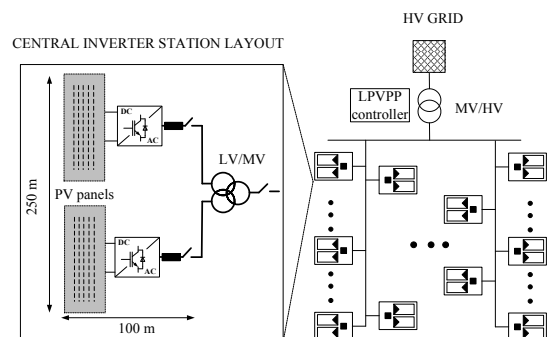 HV GRID
CENTRAL INVERTER STATION LAYOUT
LPVPP
controller
MV/HV
DC
AC
LV/MV
250 m
PV panels
DC
AC
100 m